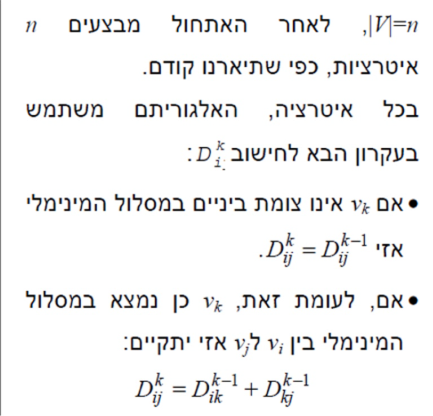 |V|=n, לאחר האתחול מבצעים n
איטרציות, כפי שתיארנו קודם.
בכל איטרציה, האלגוריתם משתמש
בעקרון הבא לחישוב D_i^k:
•אם v_k אינו צומת ביניים במסלול המינימלי
אזי D_{ij}^k = D_{ij}^{k-1}.
•אם, לעומת זאת, v_k כן נמצא במסלול
המינימלי בין v_i לv_j אזי יתקיים:
D_{ij}^k = D_{ik}^{k-1} + D_{kj}^{k-1}